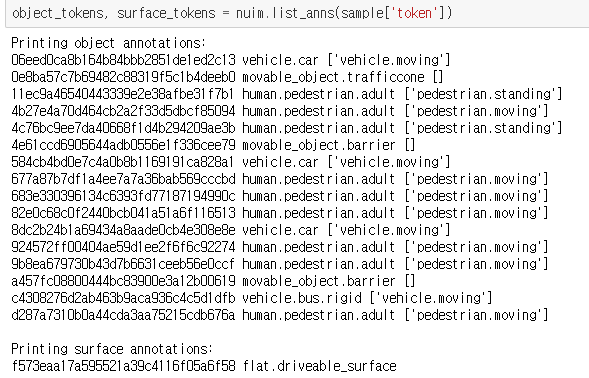 object_tokens, surface_tokens = nuim.list_anns(sample['token'])
Printing object annotations:
06eed0ca8b164b84bbb2851de1ed2c13 vehicle.car ['vehicle.moving']
0e8ba57c7b69482c88319f5c1b4deeb0 movable_object.trafficcone []
11ec9a46540443339e2e38afbe31f7b1 human.pedestrian.adult ['pedestrian.standing']
4b27e4a70d464cb2a2f33d5dbcf85094 human.pedestrian.adult ['pedestrian.moving']
4c76bc9ee7da40668f1d4b294209ae3b human.pedestrian.adult ['pedestrian.standing']
4e61ccd6905644adb0556e1f336cee79 movable_object.barrier []
584cb4bd0e7c4a0b8b1169191ca828a1 vehicle.car ['vehicle.moving']
677a87b7df1a4ee7a7a36bab569cccbd human.pedestrian.adult ['pedestrian.moving']
683e330396134c6393fd77187194990c human.pedestrian.adult ['pedestrian.moving']
82e0c68c0f2440bcb041a51a6f116513 human.pedestrian.adult ['pedestrian.moving']
8dc2b24b1a69434a8aade0cb4e308e8e vehicle.car ['vehicle.moving']
924572ff00404ae59d1ee2f6f6c92274 human.pedestrian.adult ['pedestrian.moving']
9b8ea679730b43d7b6631ceeb56e0ccf human.pedestrian.adult ['pedestrian.moving']
a457fc08800444bc83900e3a12b00619 movable_object.barrier []
c4308276d2ab463b9aca936c4c5d1dfb vehicle.bus.rigid ['vehicle.moving']
d287a7310b0a44cda3aa75215cdb676a human.pedestrian.adult ['pedestrian.moving']
Printing surface annotations:
f573eaa17a595521a39c4116f05a6f58 flat.driveable_surface